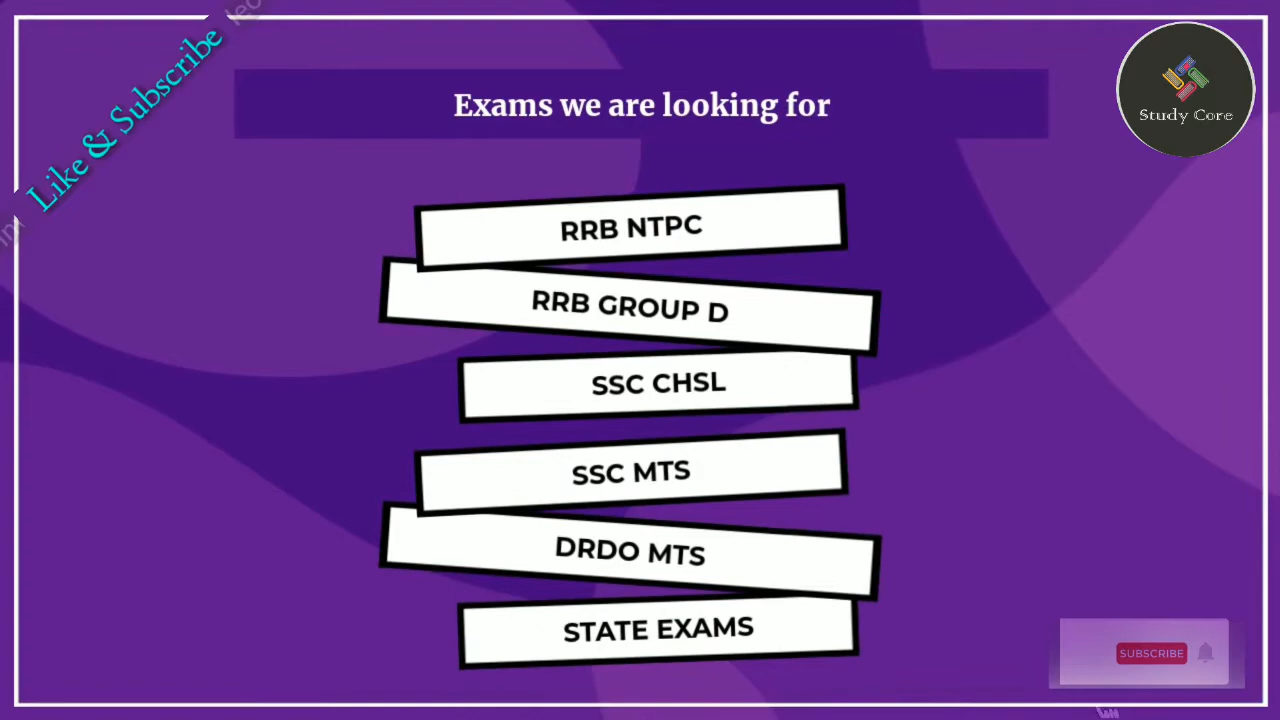 Like & Subscribe
Exams we are looking for
Study Core
RRB NTPC
RRB GROUP D
SSC CHSL
SSC MTS
DRDO MTS
STATE EXAMS
SUBSCRIBE